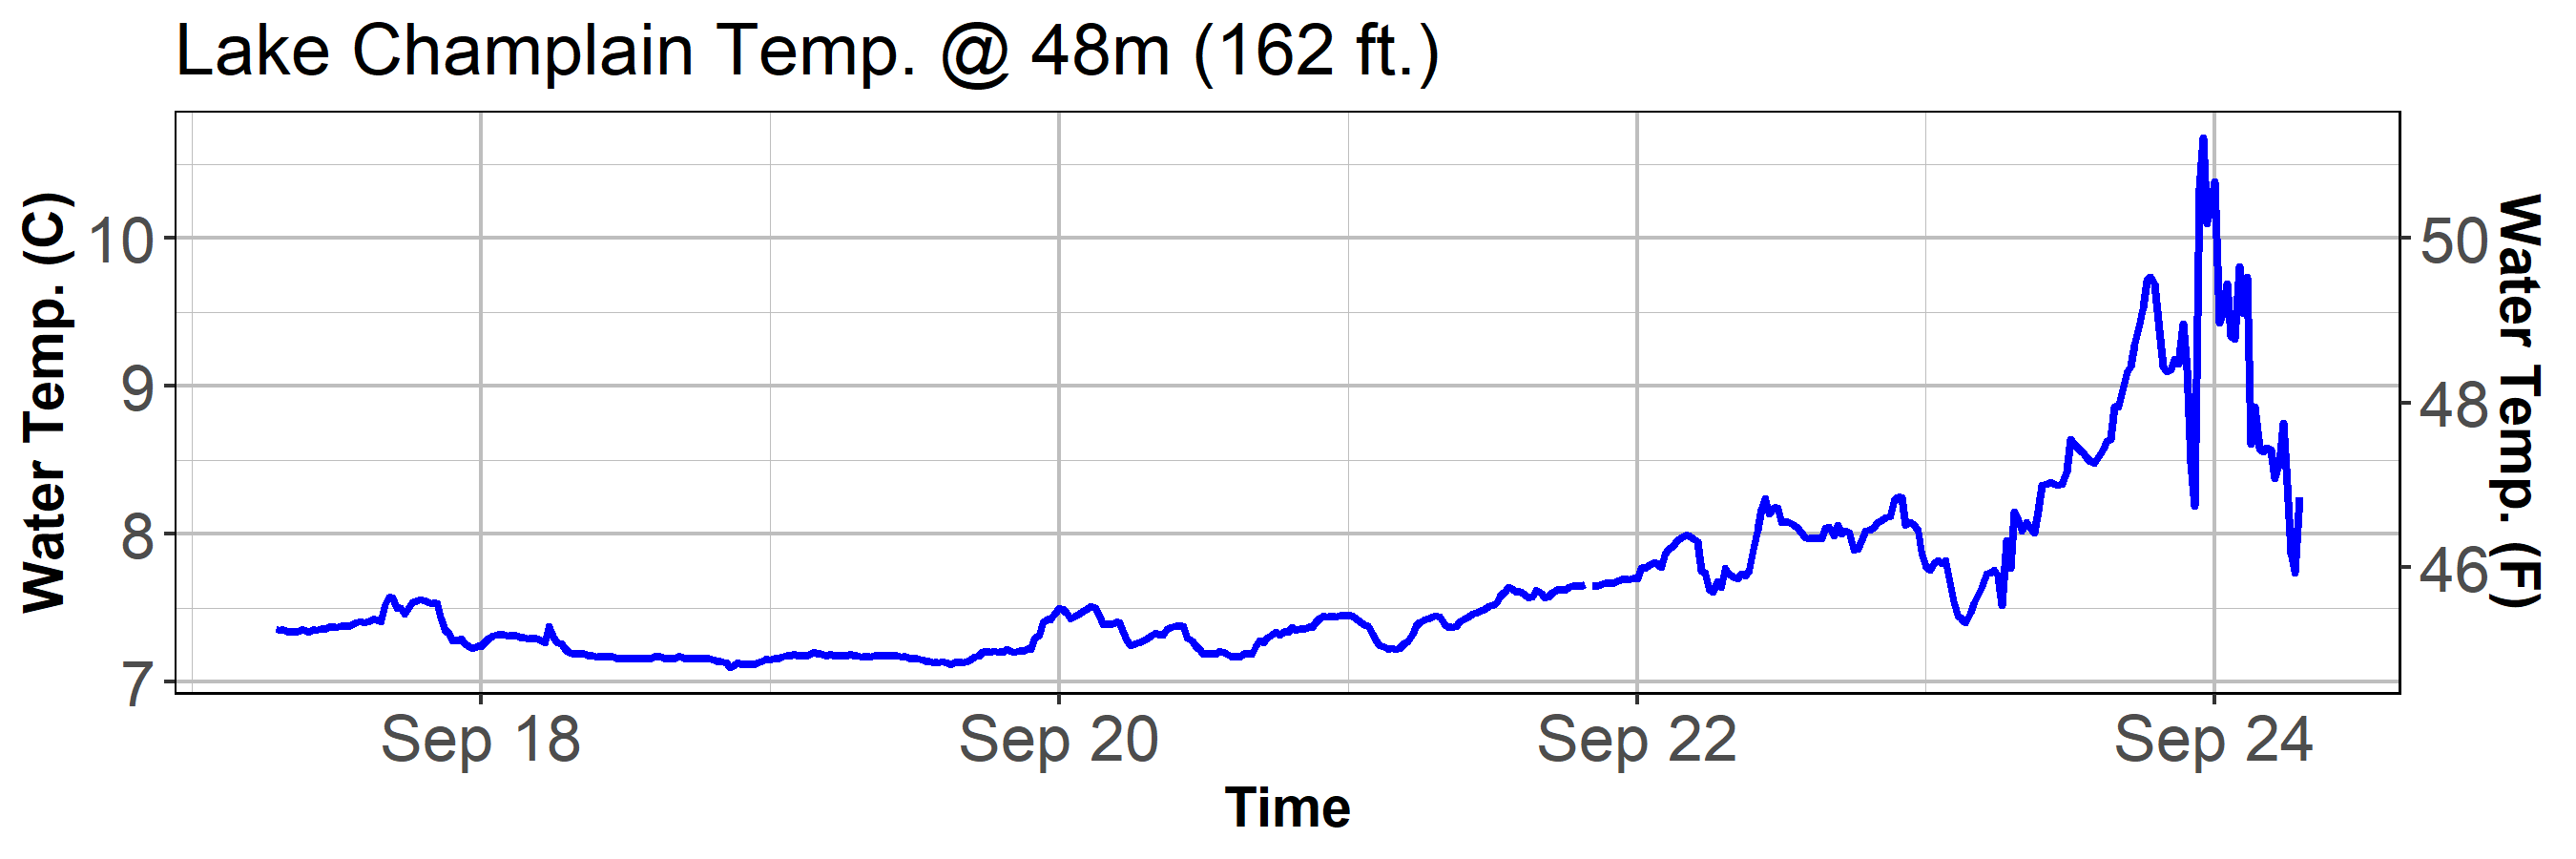 Lake Champlain Temp. @ 48m (162 ft.)
Water Temp. (C)
10
9
8
7
50
48
46
Water Temp. (F)
Sep 18
Sep 20
Sep 22
Sep 24
Time